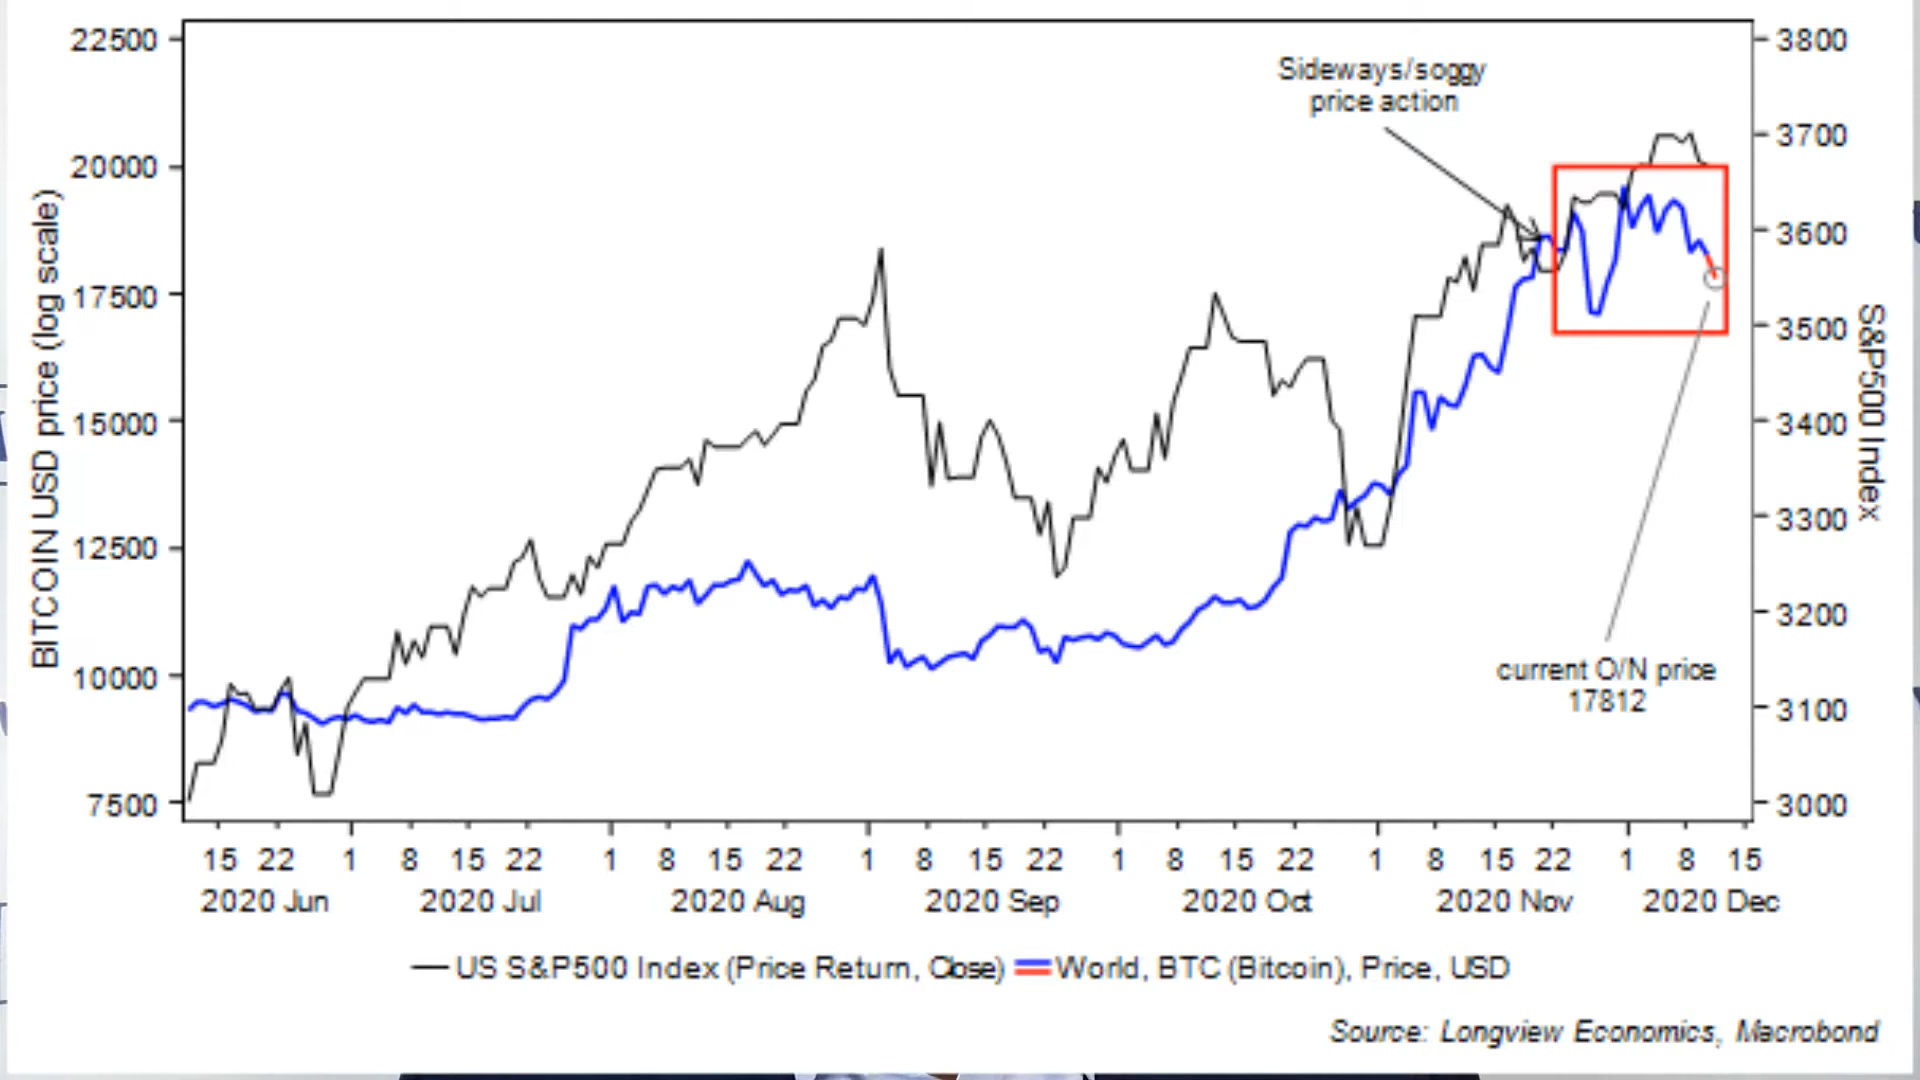 22500
20000
17500
15000
12500
10000
7500
BITCOIN USD price (log scale)
Sideways/soggy
price action
3800
3700
3600
3500
3400
3300
3200
3100
3000
S&P500 Index
current O/N price
17812
15 22 1 8 15 22 1 8 15 22 1 8 15 22 1 8 15 22 1 8 15 22 1 8 15
2020 Jun 2020 Jul 2020 Aug 2020 Sep 2020 Oct 2020 Nov 2020 Dec
US S&P500 Index (Price Return, Close) World, BTC (Bitcoin), Price, USD
Source: Longview Economics, Macrobond